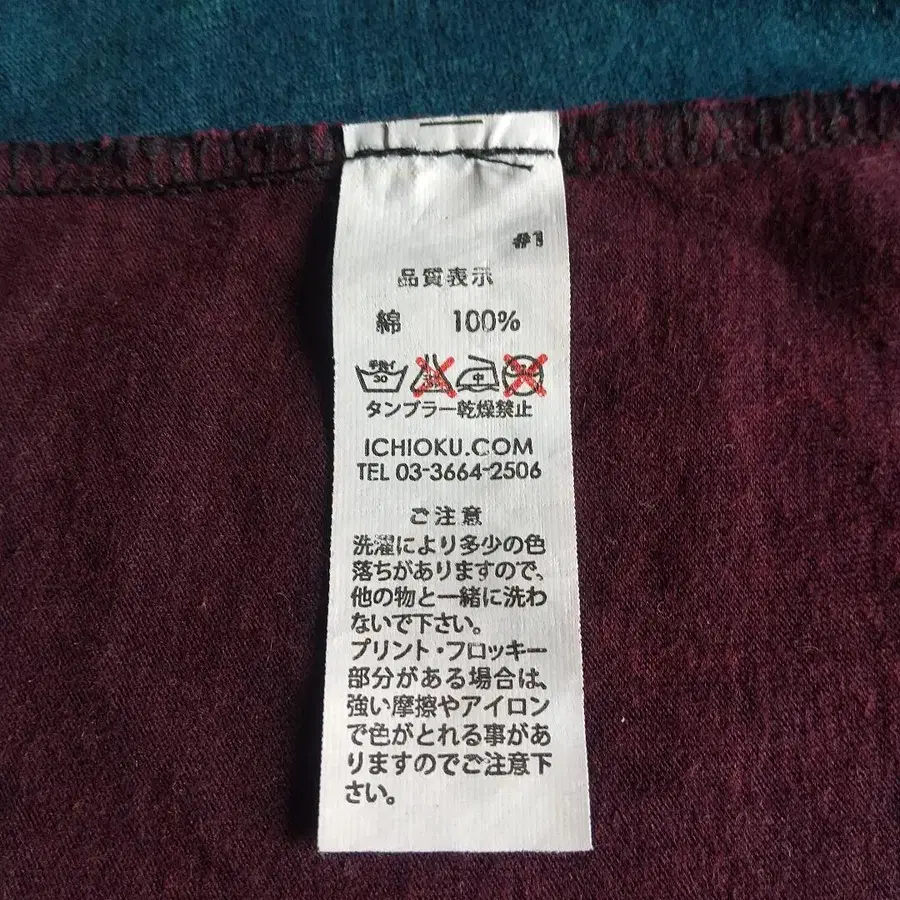 #1
品質表示
綿 100%
手洗イ
30
中
タンブラー乾燥禁止
ICHIOKU.COM
TEL 03-3664-2506
ご注意
洗濯により多少の色
落ちがありますので、
他の物と一緒に洗わ
ないで下さい。
プリント・フロッキー
部分がある場合は、
強い摩擦やアイロン
で色がとれる事があ
りますのでご注意下
さい。